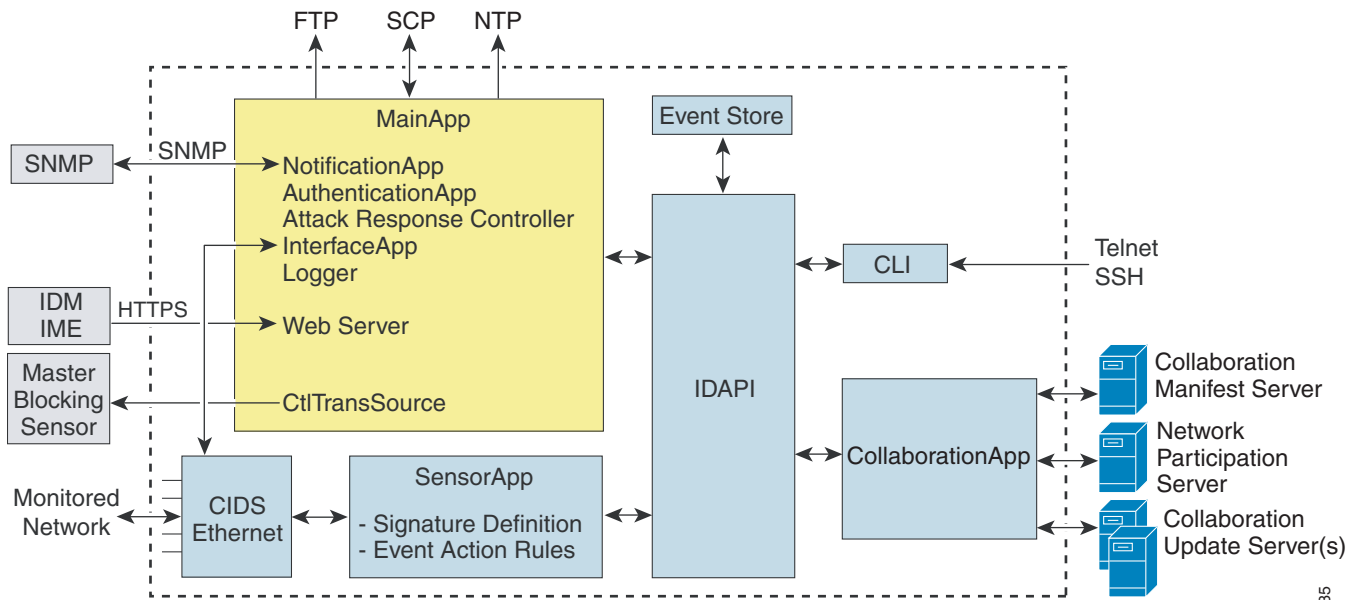 FTP
SCP
NTP
MainApp
Event Store
SNMP
SNMP
NotificationApp
AuthenticationApp
Attack Response Controller
InterfaceApp
Logger
Web Server
CtlTransSource
IDM
IME
HTTPS
Master
Blocking
Sensor
IDAPI
CLI
Telnet
SSH
Collaboration
Manifest Server
CollaborationApp
Network
Participation
Server
Collaboration
Update Server(s)
Monitored
Network
CIDS
Ethernet
SensorApp
- Signature Definition
- Event Action Rules